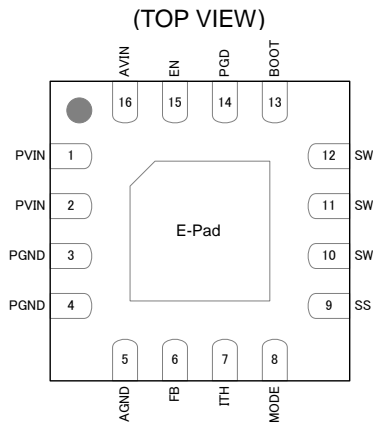 (TOP VIEW)
AVIN EN PGD BOOT
16 15 14 13
PVIN 1 12 SW
PVIN 2 11 SW
E-Pad
PGND 3 10 SW
PGND 4 9 SS
5 6 7 8
AGND FB ITH MODE